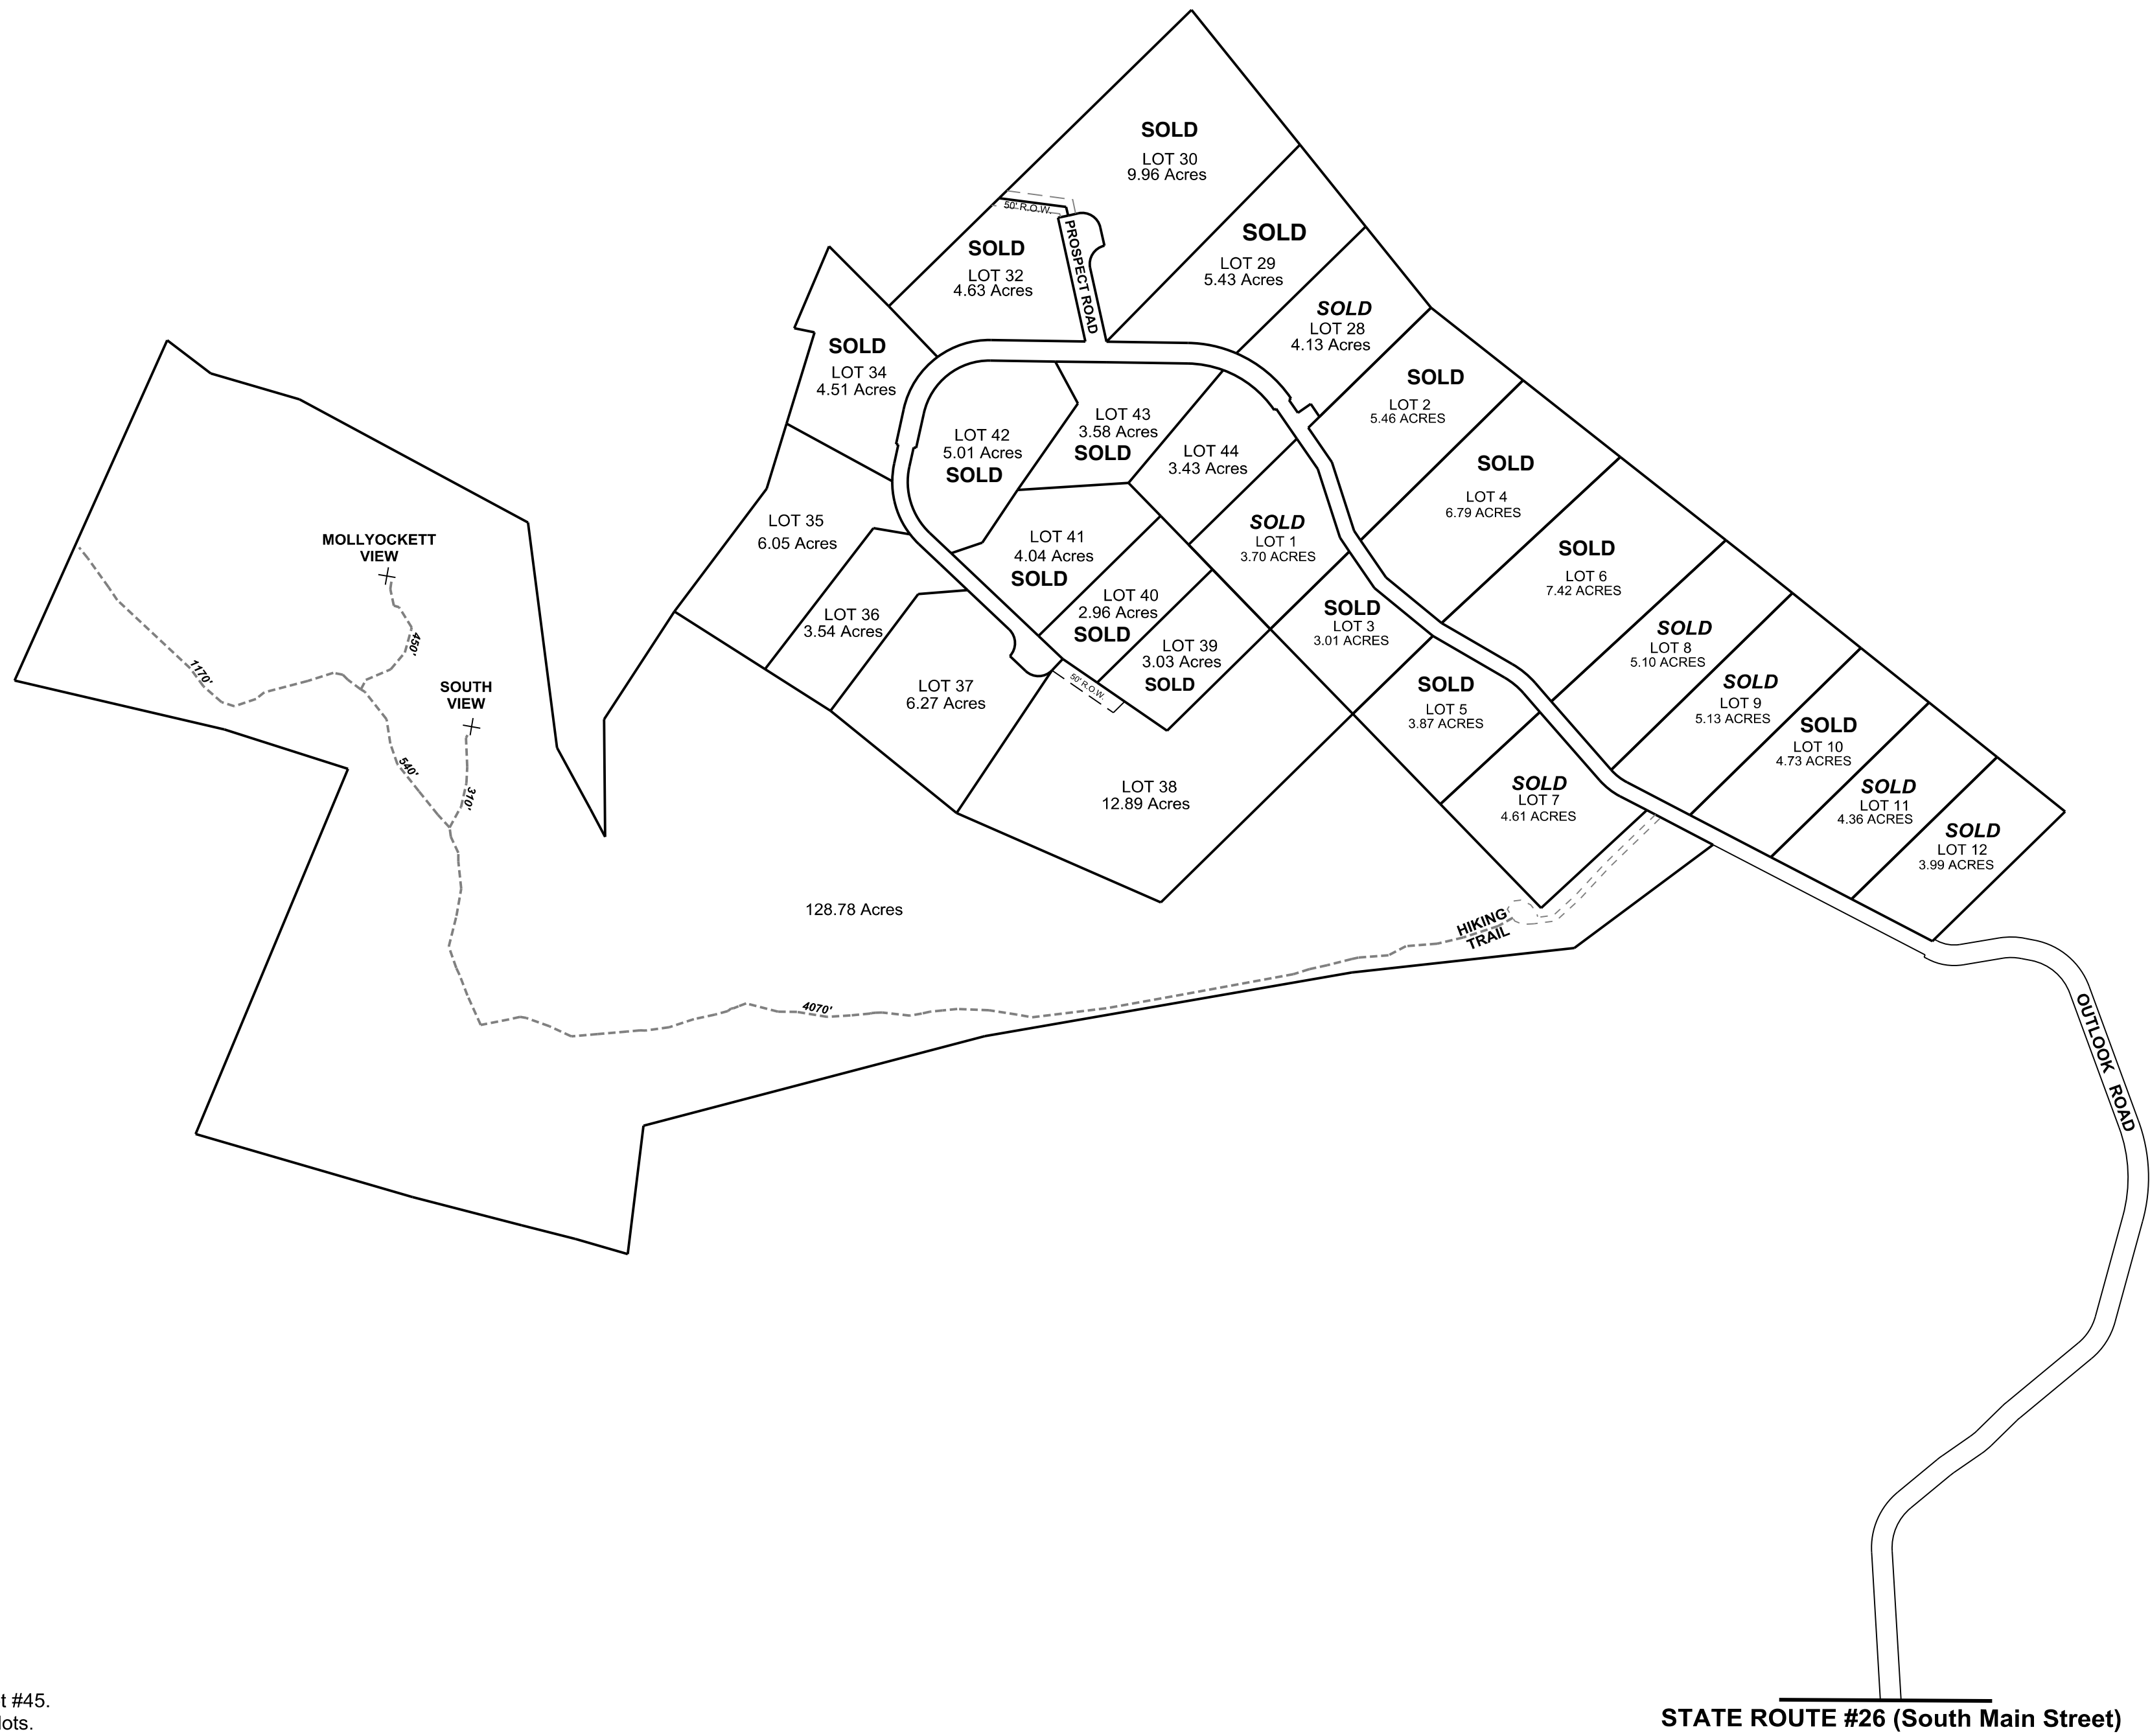 SOLD
LOT 30
9.96 Acres
50' R.O.W.
PROSPECT ROAD
SOLD
LOT 32
4.63 Acres
SOLD
LOT 29
5.43 Acres
SOLD
LOT 28
4.13 Acres
SOLD
LOT 34
4.51 Acres
SOLD
LOT 2
5.46 ACRES
LOT 43
3.58 Acres
SOLD
LOT 42
5.01 Acres
SOLD
LOT 44
3.43 Acres
SOLD
LOT 4
6.79 ACRES
LOT 35
6.05 Acres
SOLD
LOT 1
3.70 ACRES
LOT 41
4.04 Acres
SOLD
SOLD
LOT 6
7.42 ACRES
MOLLYOCKETT
VIEW
450'
1170'
SOUTH
VIEW
540'
310'
LOT 36
3.54 Acres
LOT 40
2.96 Acres
SOLD
SOLD
LOT 3
3.01 ACRES
LOT 39
3.03 Acres
SOLD
50' R.O.W.
SOLD
LOT 8
5.10 ACRES
LOT 37
6.27 Acres
SOLD
LOT 5
3.87 ACRES
SOLD
LOT 9
5.13 ACRES
SOLD
LOT 10
4.73 ACRES
LOT 38
12.89 Acres
SOLD
LOT 7
4.61 ACRES
SOLD
LOT 11
4.36 ACRES
SOLD
LOT 12
3.99 ACRES
128.78 Acres
HIKING
TRAIL
4070'
OUTLOOK ROAD
t #45.
lots.
STATE ROUTE #26 (South Main Street)